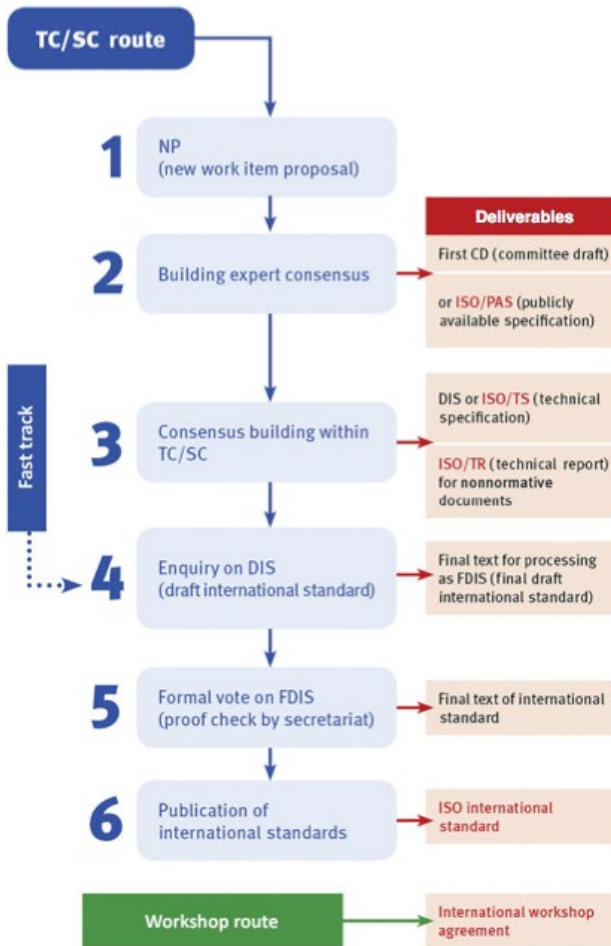 TC/SC route
1
NP
(new work item proposal)
Deliverables
2
Building expert consensus
First CD (committee draft)
or ISO/PAS (publicly
available specification)
Fast track
3
Consensus building within
TC/SC
DIS or ISO/TS (technical
specification)
ISO/TR (technical report)
for nonnormative
documents
4
Enquiry on DIS
(draft international standard)
Final text for processing
as FDIS (final draft
international standard)
5
Formal vote on FDIS
(proof check by secretariat)
Final text of international
standard
6
Publication of
international standards
ISO international
standard
Workshop route
International workshop
agreement